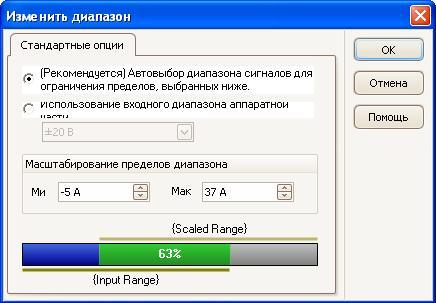 Изменить диапазон
Стандартные опции
(Рекомендуется) Автовыбор диапазона сигналов для
ограничения пределов, выбранных ниже.
Использование входного диапазона аппаратной
части
±20 В
Масштабирование пределов диапазона
Ми -5 А Мак 37 А
{Scaled Range}
63%
{Input Range}
OK
Отмена
Помощь